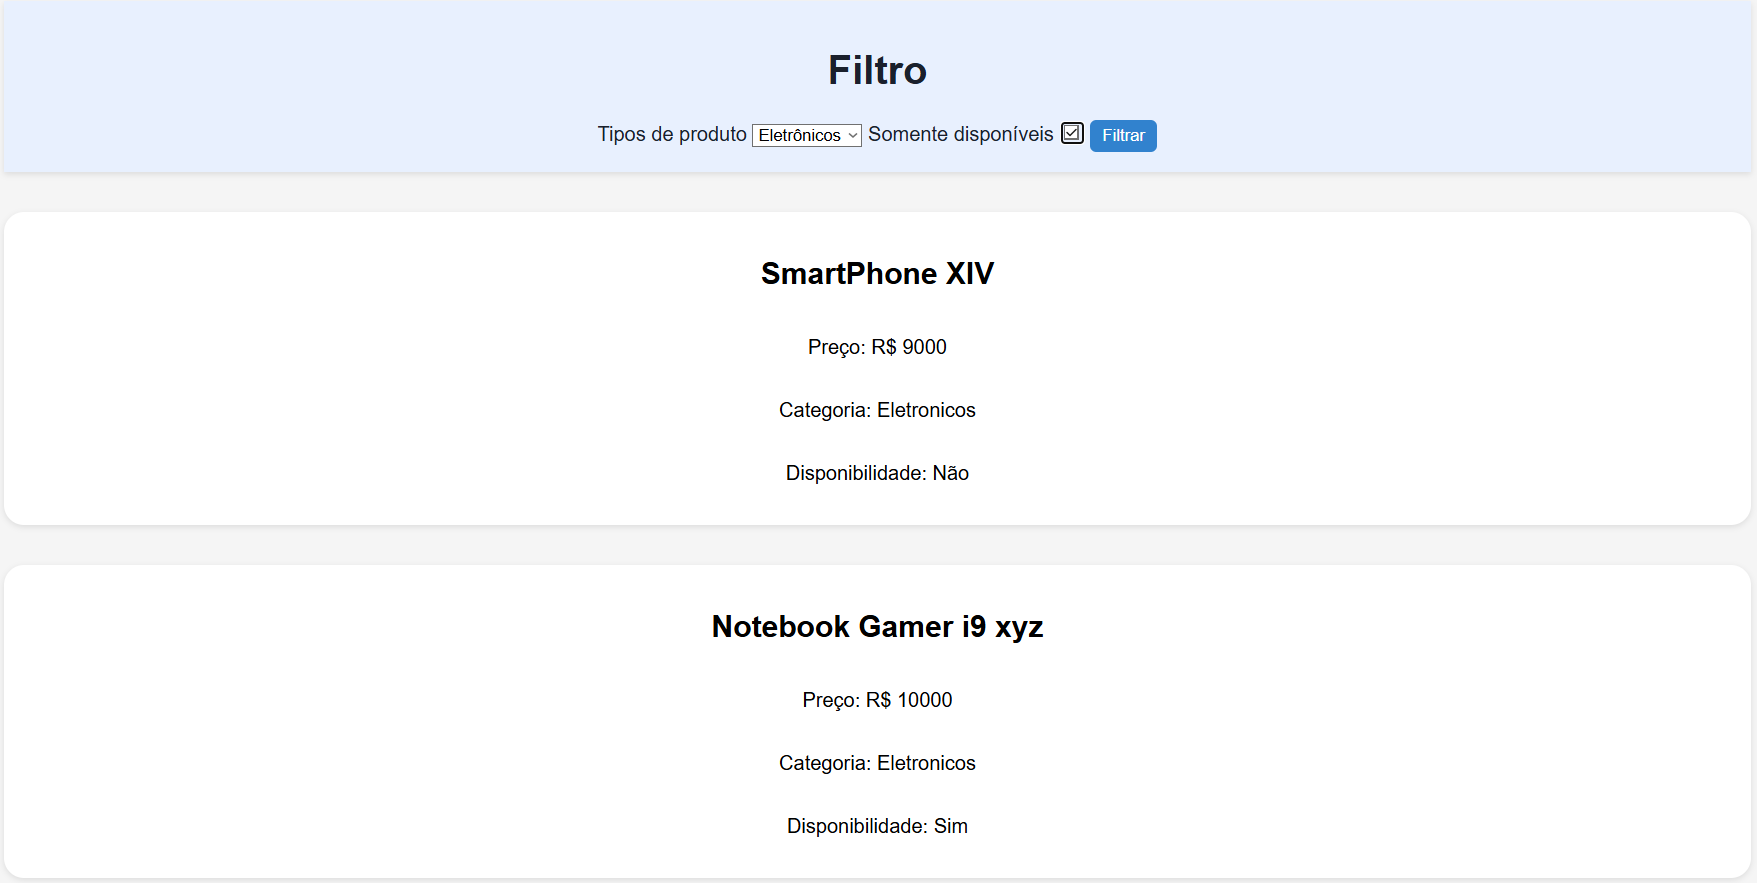 Filtro
Tipos de produto Eletrônicos Somente disponíveis Filtrar
SmartPhone XIV
Preço: R$ 9000
Categoria: Eletronicos
Disponibilidade: Não
Notebook Gamer i9 xyz
Preço: R$ 10000
Categoria: Eletronicos
Disponibilidade: Sim